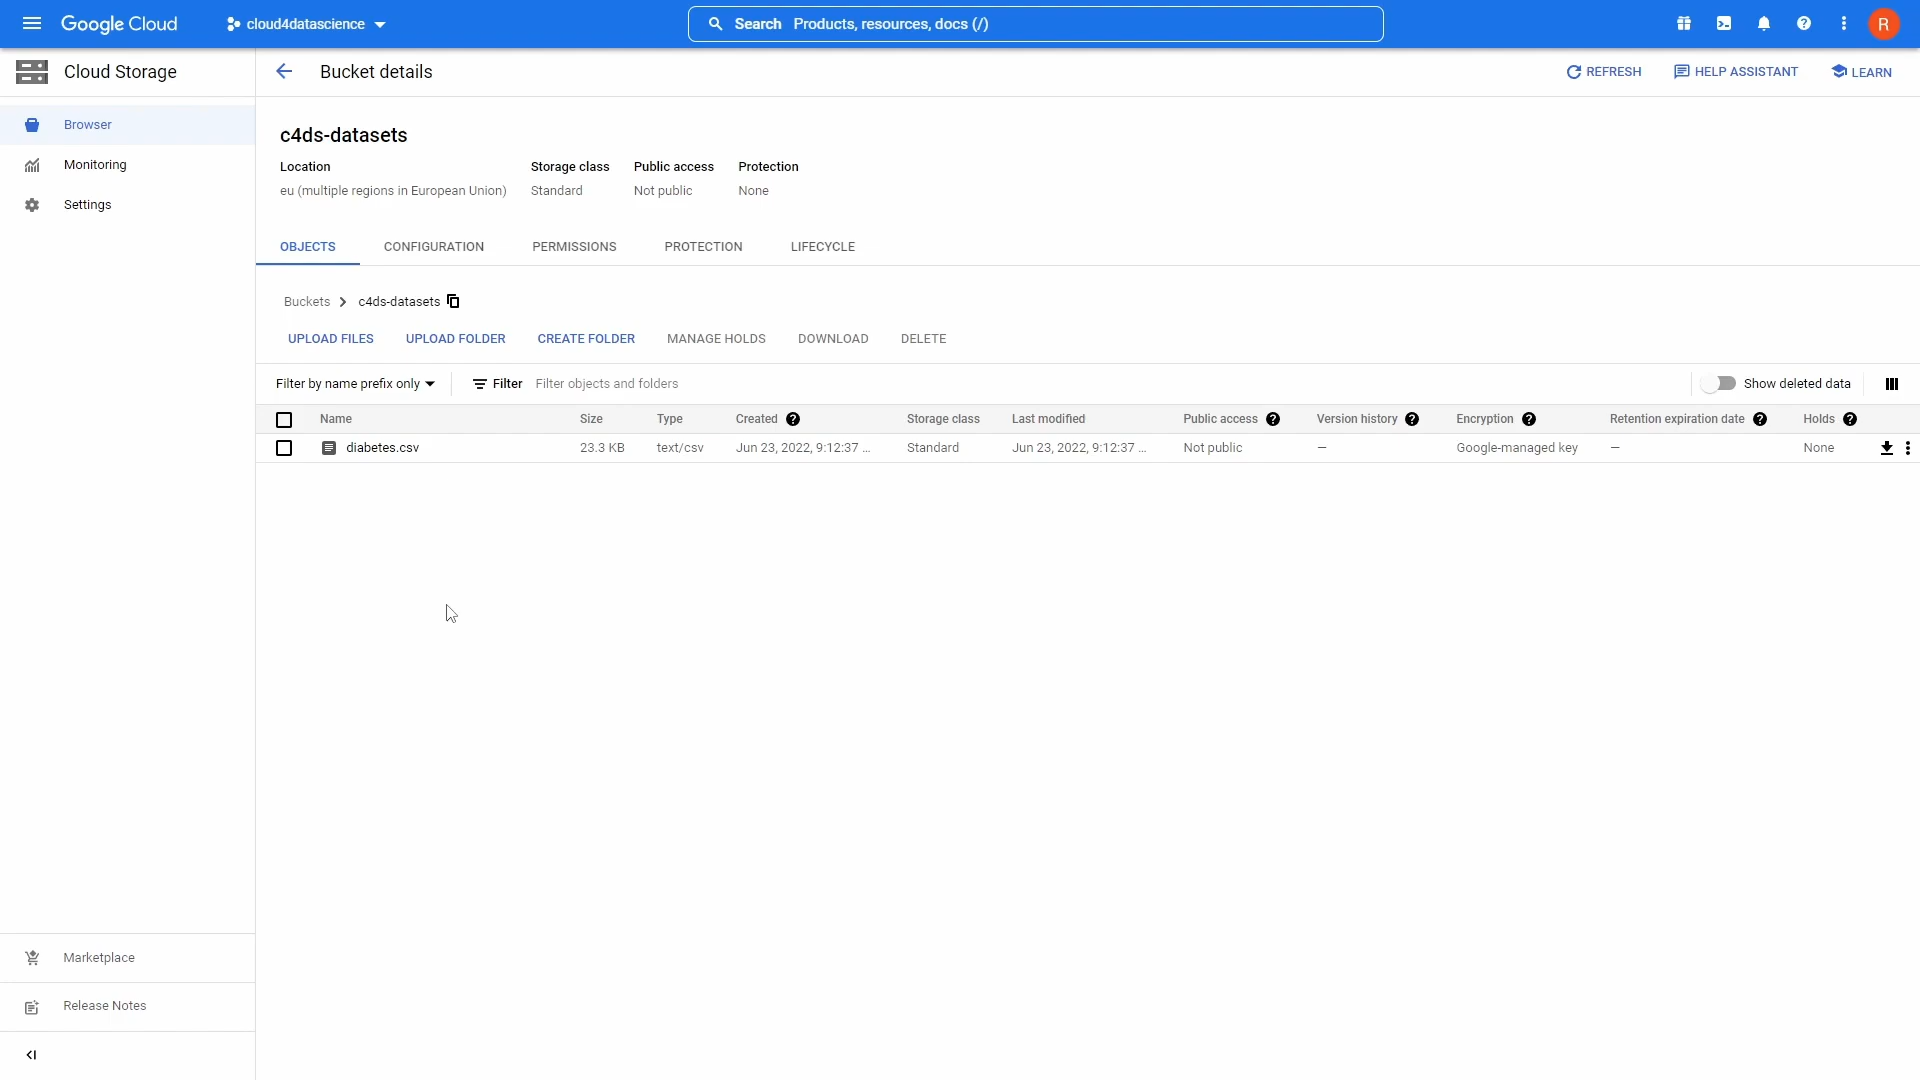 Google Cloud
cloud4datascience
Search Products, resources, docs (/)
R
Cloud Storage
Bucket details
REFRESH
HELP ASSISTANT
LEARN
Browser
Monitoring
Settings
c4ds-datasets
Location Storage class Public access Protection
eu (multiple regions in European Union) Standard Not public None
OBJECTS CONFIGURATION PERMISSIONS PROTECTION LIFECYCLE
Buckets > c4ds-datasets
UPLOAD FILES UPLOAD FOLDER CREATE FOLDER MANAGE HOLDS DOWNLOAD DELETE
Filter by name prefix only Filter Filter objects and folders Show deleted data
Name Size Type Created Storage class Last modified Public access Version history Encryption Retention expiration date Holds
diabetes.csv 23.3 KB text/csv Jun 23, 2022, 9:12:37 ... Standard Jun 23, 2022, 9:12:37 ... Not public — Google-managed key — None
Marketplace
Release Notes